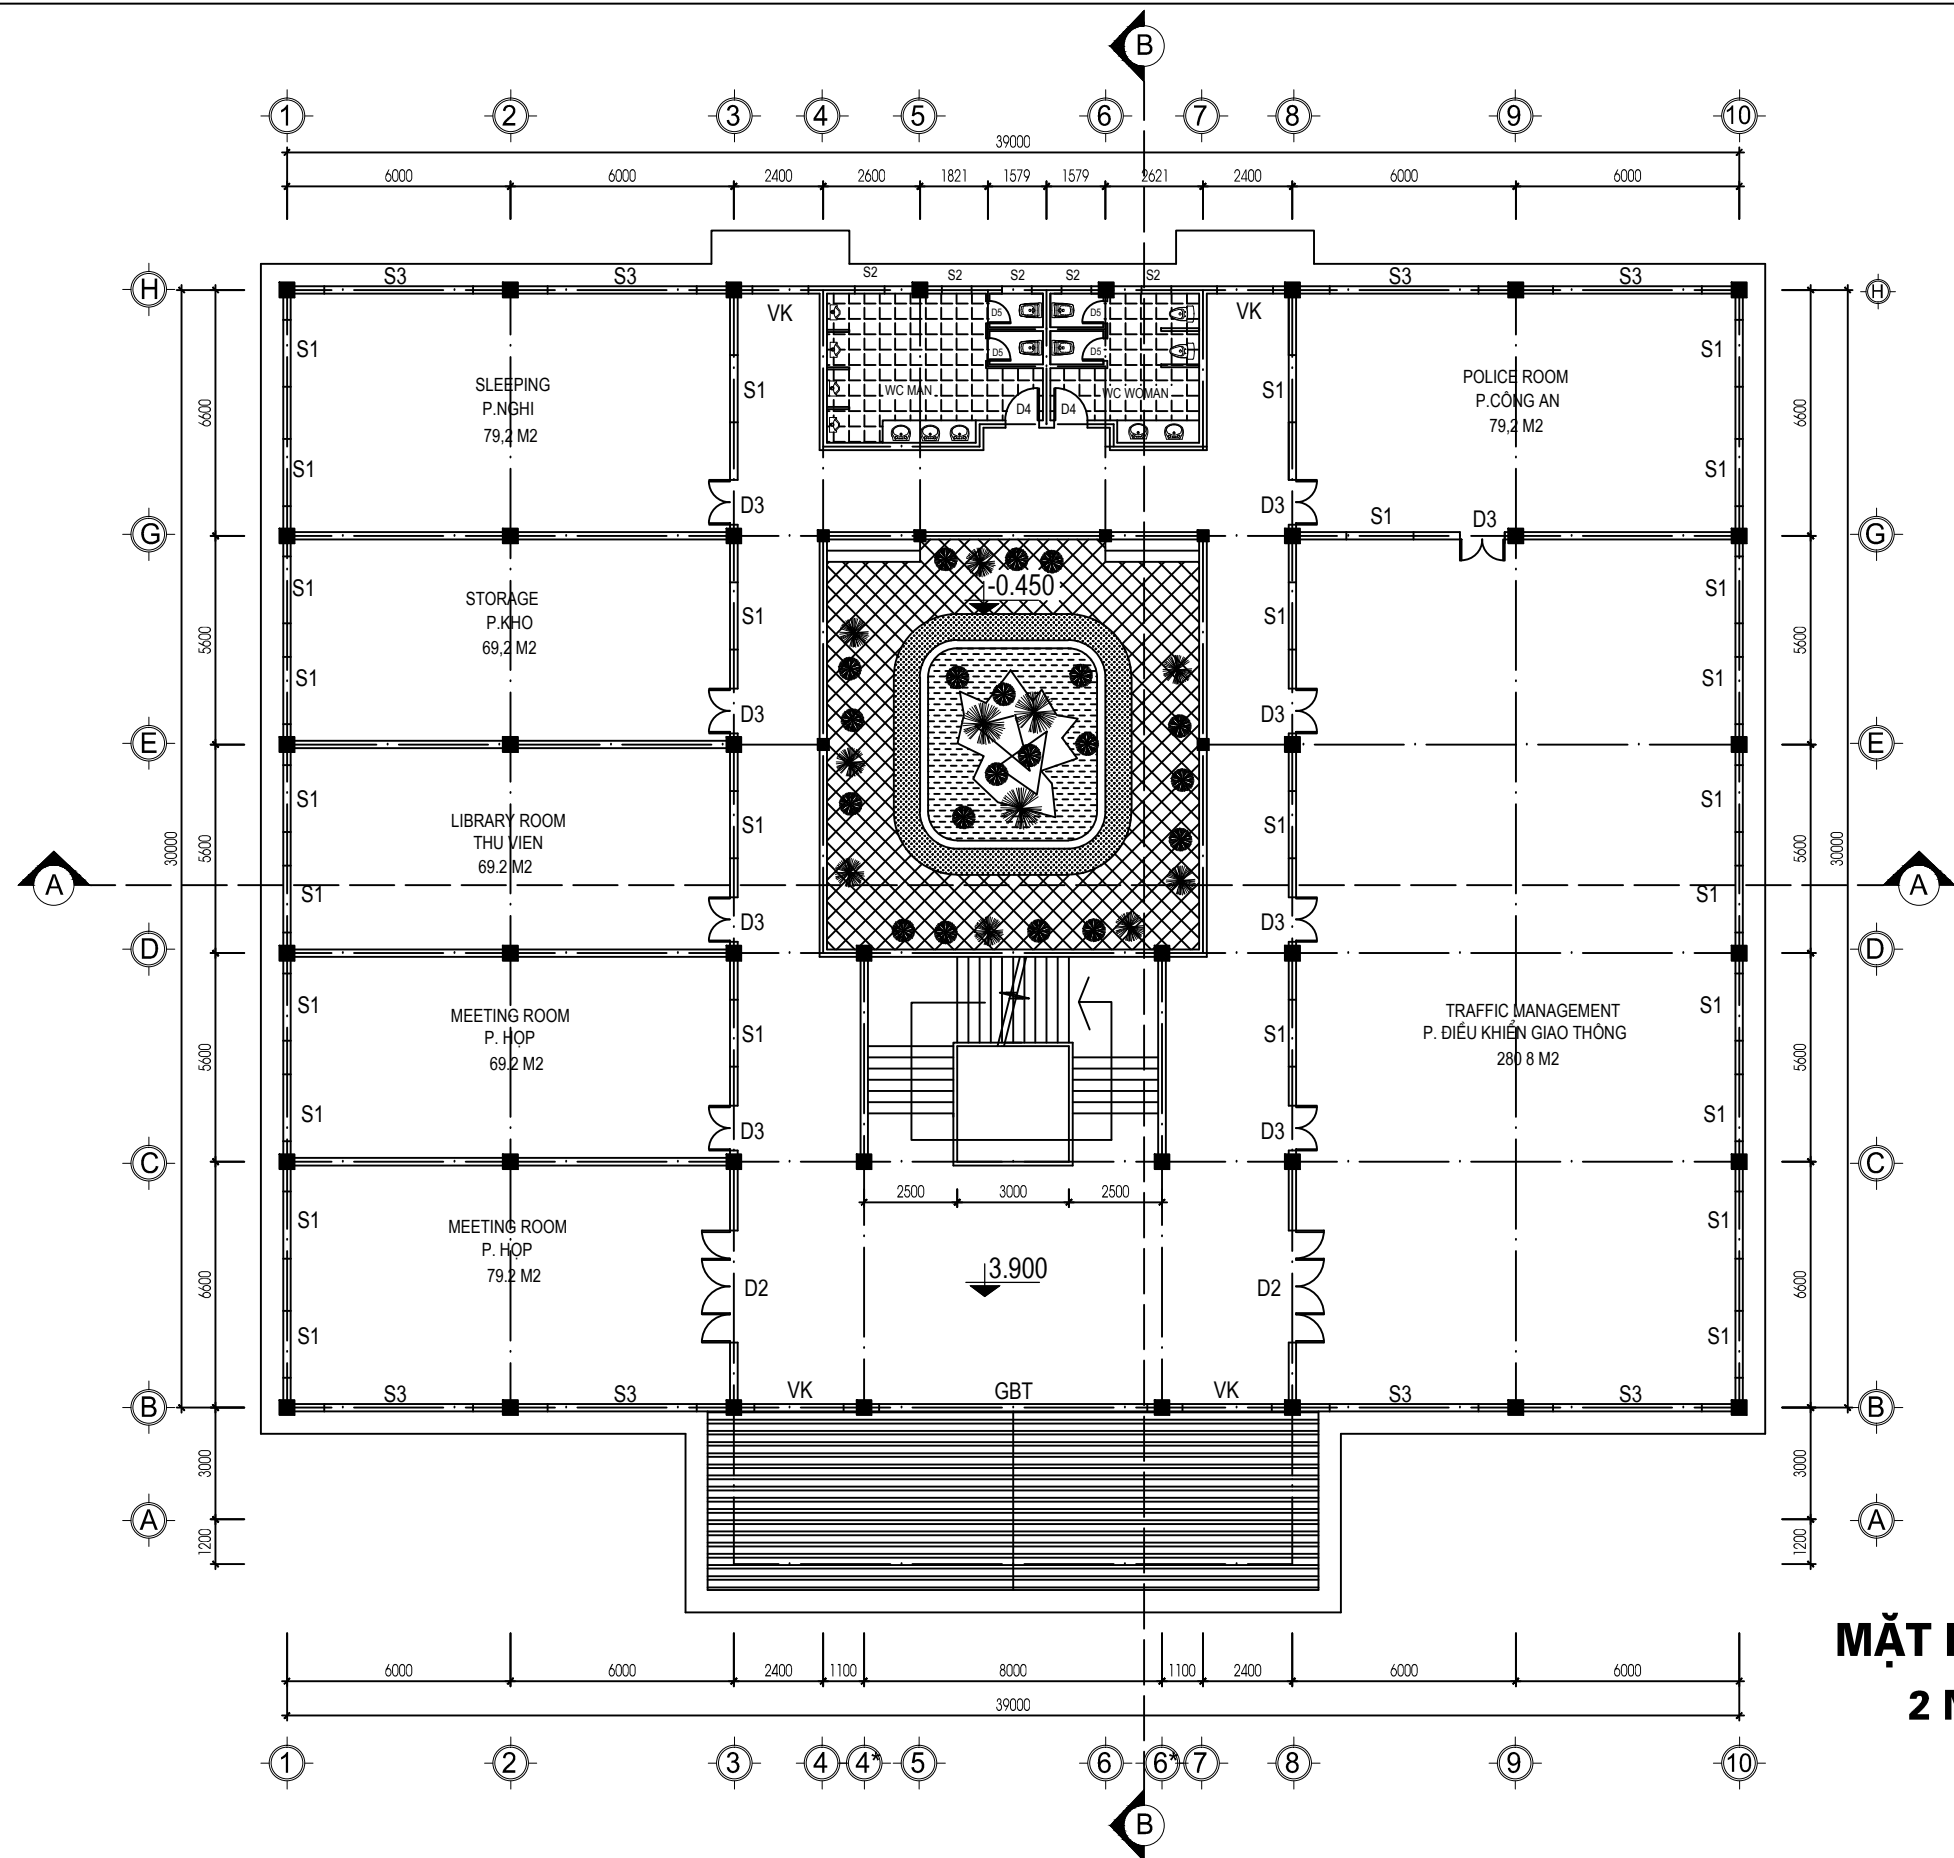 B
1 2 3 4 5 6 7 8 9 10
39000
6000 6000 2400 2600 1821 1579 1579 2621 2400 6000 6000
S3 S3 S2 S2 S2 S2 S2 S3 S3
H H
VK VK
D5 D5
S1 S1
D5 D5
SLEEPING
P.NGHI
79,2 M2
POLICE ROOM
P.CÔNG AN
79,2 M2
S1 WC MAN WC WOMAN S1
D4 D4
6600 6600
S1 S1
D3 D3 S1 D3
G G
-0.450
S1 S1
STORAGE
P.KHO
69,2 M2
S1 S1
5600 5600
S1 S1
D3 D3
E E
S1 S1
LIBRARY ROOM
THU VIEN
69.2 M2
S1 S1
30000 5600 5600 30000
A A
S1 S1
D3 D3
D D
S1 S1
MEETING ROOM
P. HỌP
69.2 M2
TRAFFIC MANAGEMENT
P. ĐIỀU KHIỂN GIAO THÔNG
280 8 M2
S1 S1
5600 5600
S1 S1
D3 D3
C C
2500 3000 2500
S1 S1
MEETING ROOM
P. HỌP
79.2 M2
3.900
6600 6600
D2 D2
S1 S1
S3 S3 VK GBT VK S3 S3
B B
3000 3000
A A
1200 1200
MẶT
2
6000 6000 2400 1100 8000 1100 2400 6000 6000
39000
1 2 3 4 4* 5 6 6* 7 8 9 10
B